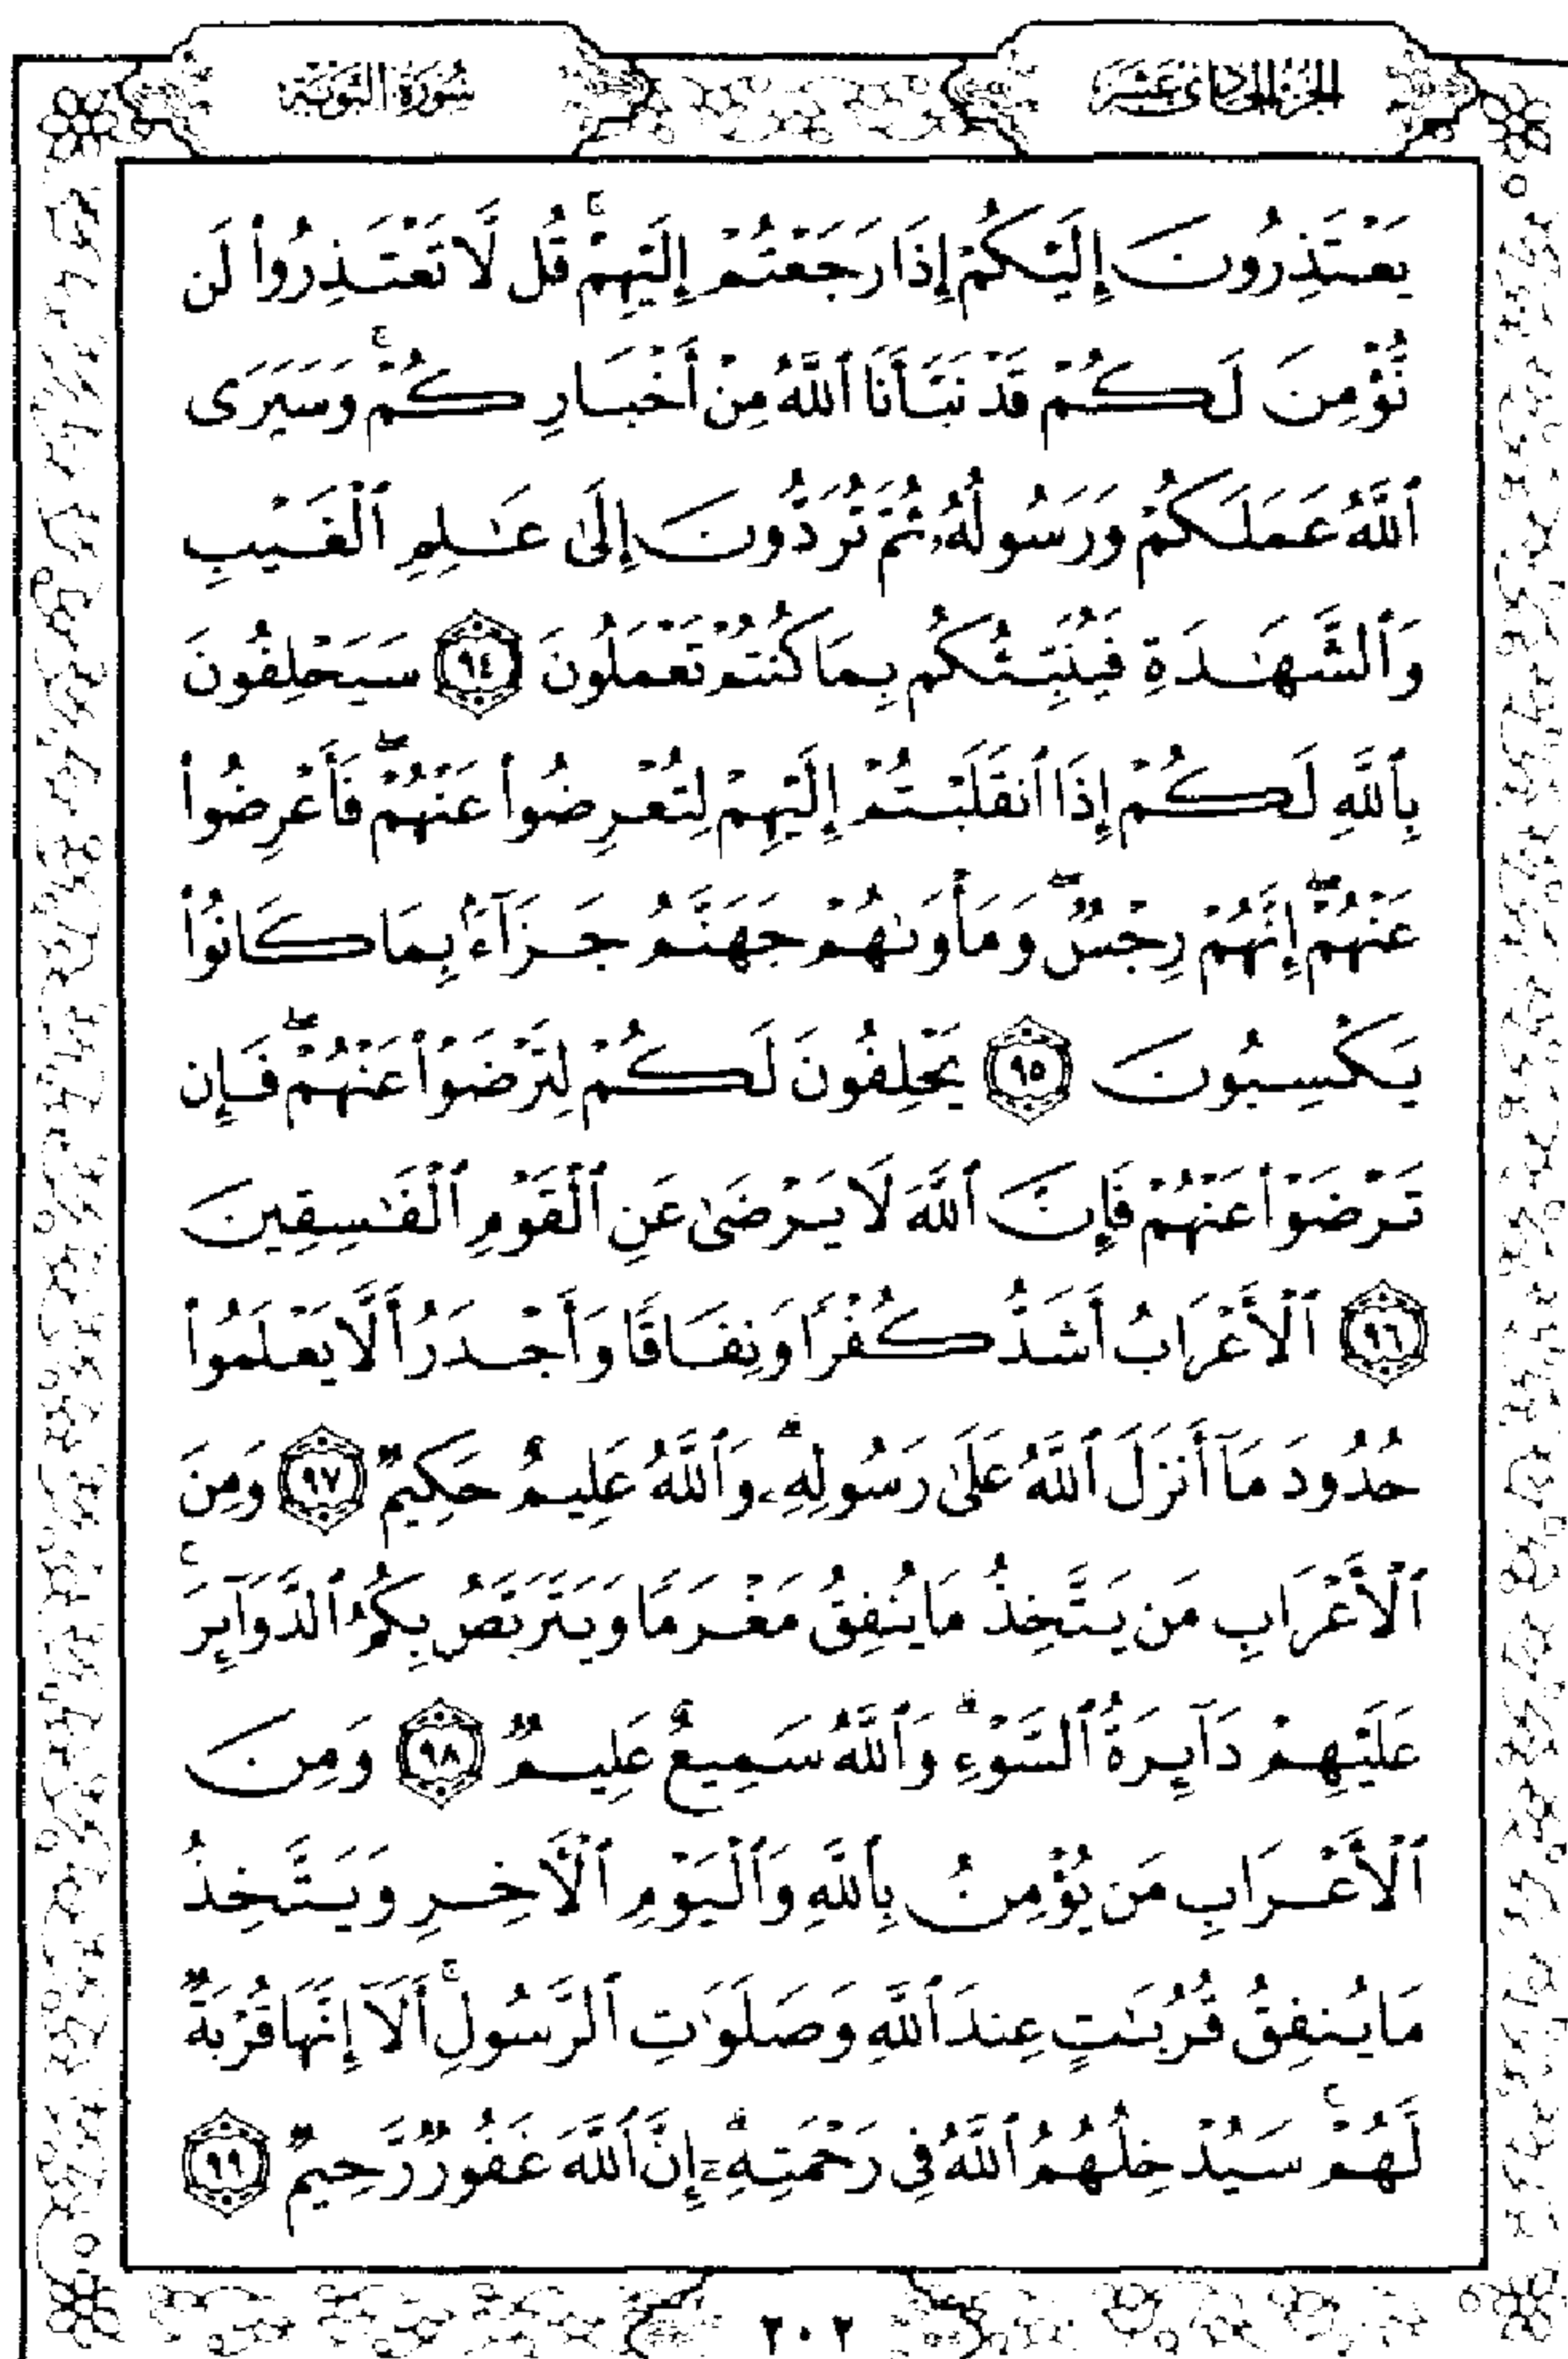 الجزء الحادى عشر
سورة التوبة
يَعْتَذِرُونَ إِلَيْكُمْ إِذَا رَجَعْتُمْ إِلَيْهِمْ ۚ قُل لَّا تَعْتَذِرُوا۟ لَن
نُّؤْمِنَ لَكُمْ قَدْ نَبَّأَنَا ٱللَّهُ مِنْ أَخْبَارِكُمْ ۚ وَسَيَرَى
ٱللَّهُ عَمَلَكُمْ وَرَسُولُهُۥ ثُمَّ تُرَدُّونَ إِلَىٰ عَـٰلِمِ ٱلْغَيْبِ
وَٱلشَّهَـٰدَةِ فَيُنَبِّئُكُم بِمَا كُنتُمْ تَعْمَلُونَ ٩٤ سَيَحْلِفُونَ
بِٱللَّهِ لَكُمْ إِذَا ٱنقَلَبْتُمْ إِلَيْهِمْ لِتُعْرِضُوا۟ عَنْهُمْ ۖ فَأَعْرِضُوا۟
عَنْهُمْ ۖ إِنَّهُمْ رِجْسٌ ۖ وَمَأْوَىٰهُمْ جَهَنَّمُ جَزَآءًۢ بِمَا كَانُوا۟
يَكْسِبُونَ ٩٥ يَحْلِفُونَ لَكُمْ لِتَرْضَوْا۟ عَنْهُمْ ۖ فَإِن
تَرْضَوْا۟ عَنْهُمْ فَإِنَّ ٱللَّهَ لَا يَرْضَىٰ عَنِ ٱلْقَوْمِ ٱلْفَـٰسِقِينَ
٩٦ ٱلْأَعْرَابُ أَشَدُّ كُفْرًا وَنِفَاقًا وَأَجْدَرُ أَلَّا يَعْلَمُوا۟
حُدُودَ مَآ أَنزَلَ ٱللَّهُ عَلَىٰ رَسُولِهِۦ ۗ وَٱللَّهُ عَلِيمٌ حَكِيمٌ ٩٧ وَمِنَ
ٱلْأَعْرَابِ مَن يَتَّخِذُ مَا يُنفِقُ مَغْرَمًا وَيَتَرَبَّصُ بِكُمُ ٱلدَّوَآئِرَ ۚ
عَلَيْهِمْ دَآئِرَةُ ٱلسَّوْءِ ۗ وَٱللَّهُ سَمِيعٌ عَلِيمٌ ٩٨ وَمِنَ
ٱلْأَعْرَابِ مَن يُؤْمِنُ بِٱللَّهِ وَٱلْيَوْمِ ٱلْـَٔاخِرِ وَيَتَّخِذُ
مَا يُنفِقُ قُرُبَـٰتٍ عِندَ ٱللَّهِ وَصَلَوَٰتِ ٱلرَّسُولِ ۚ أَلَآ إِنَّهَا قُرْبَةٌ
لَّهُمْ ۚ سَيُدْخِلُهُمُ ٱللَّهُ فِى رَحْمَتِهِۦٓ ۗ إِنَّ ٱللَّهَ غَفُورٌ رَّحِيمٌ ٩٩
٢٠٢